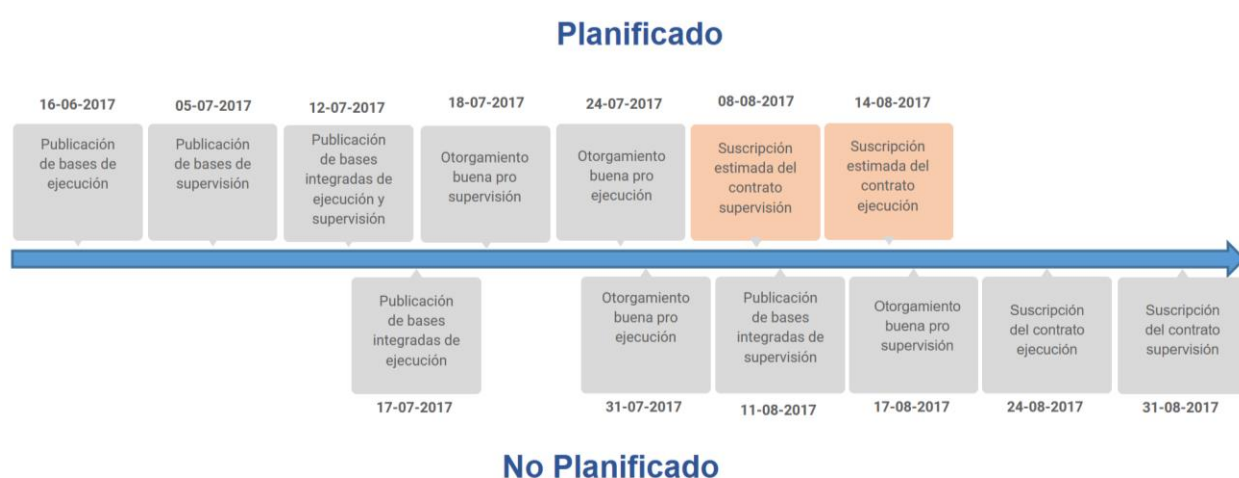 Planificado
16-06-2017
05-07-2017
12-07-2017
18-07-2017
24-07-2017
08-08-2017
14-08-2017
Publicación
de bases de
ejecución
Publicación
de bases de
supervisión
Publicación
de bases
integradas de
ejecución y
supervisión
Otorgamiento
buena pro
supervisión
Otorgamiento
buena pro
ejecución
Suscripción
estimada del
contrato
supervisión
Suscripción
estimada del
contrato
ejecución
Publicación
de bases
integradas de
ejecución
Otorgamiento
buena pro
ejecución
Publicación
de bases
integradas de
supervisión
Otorgamiento
buena pro
supervisión
Suscripción
del contrato
ejecución
Suscripción
del contrato
supervisión
17-07-2017
31-07-2017
11-08-2017
17-08-2017
24-08-2017
31-08-2017
No Planificado